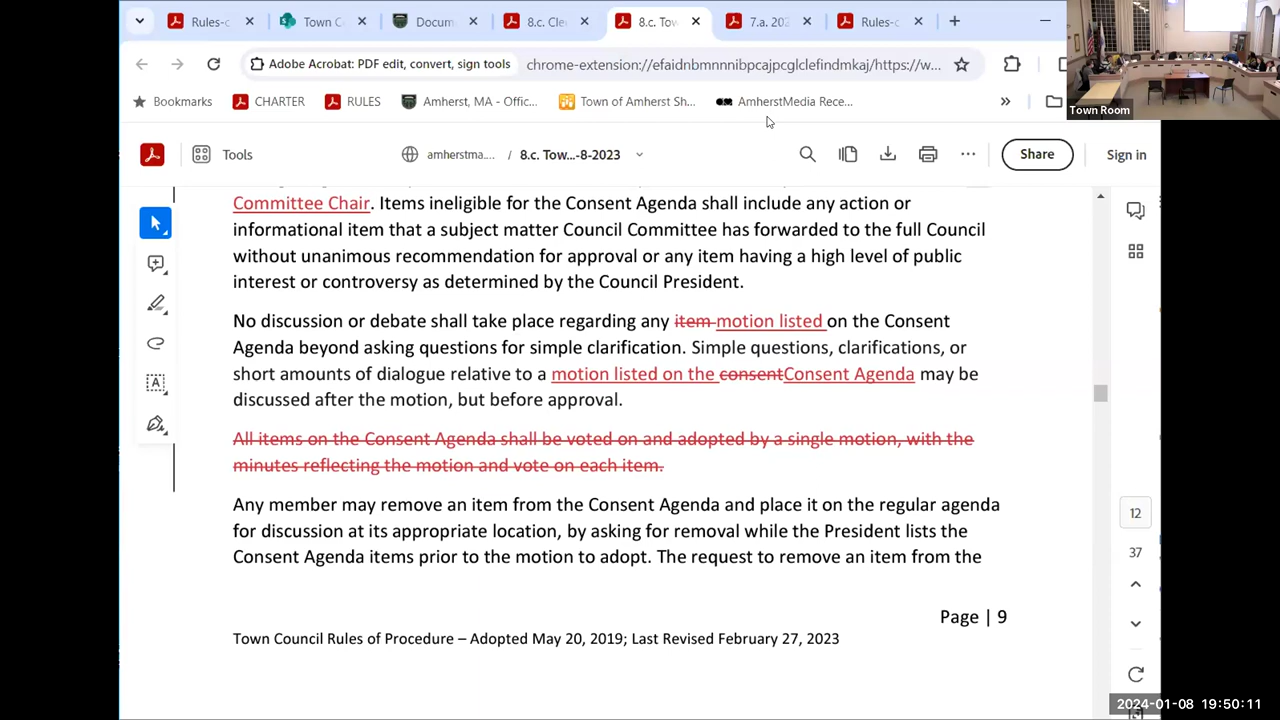 Rules-c
Town C
Docum
8.c. Cle
8.c. Tow
7.a. 202
Rules-c
Adobe Acrobat: PDF edit, convert, sign tools
chrome-extension://efaidnbmnnnibpcajpcglclefindmkaj/https://w...
Bookmarks
CHARTER
RULES
Amherst, MA - Offic...
Town of Amherst Sh...
AmherstMedia Rece...
Town Room
Tools
amherstma.... / 8.c. Tow...-8-2023
Share
Sign in
Committee Chair. Items ineligible for the Consent Agenda shall include any action or
informational item that a subject matter Council Committee has forwarded to the full Council
without unanimous recommendation for approval or any item having a high level of public
interest or controversy as determined by the Council President.
No discussion or debate shall take place regarding any item motion listed on the Consent
Agenda beyond asking questions for simple clarification. Simple questions, clarifications, or
short amounts of dialogue relative to a motion listed on the consentConsent Agenda may be
discussed after the motion, but before approval.
All items on the Consent Agenda shall be voted on and adopted by a single motion, with the
minutes reflecting the motion and vote on each item.
Any member may remove an item from the Consent Agenda and place it on the regular agenda
for discussion at its appropriate location, by asking for removal while the President lists the
Consent Agenda items prior to the motion to adopt. The request to remove an item from the
Page | 9
Town Council Rules of Procedure – Adopted May 20, 2019; Last Revised February 27, 2023
12
37
2024-01-08 19:50:11